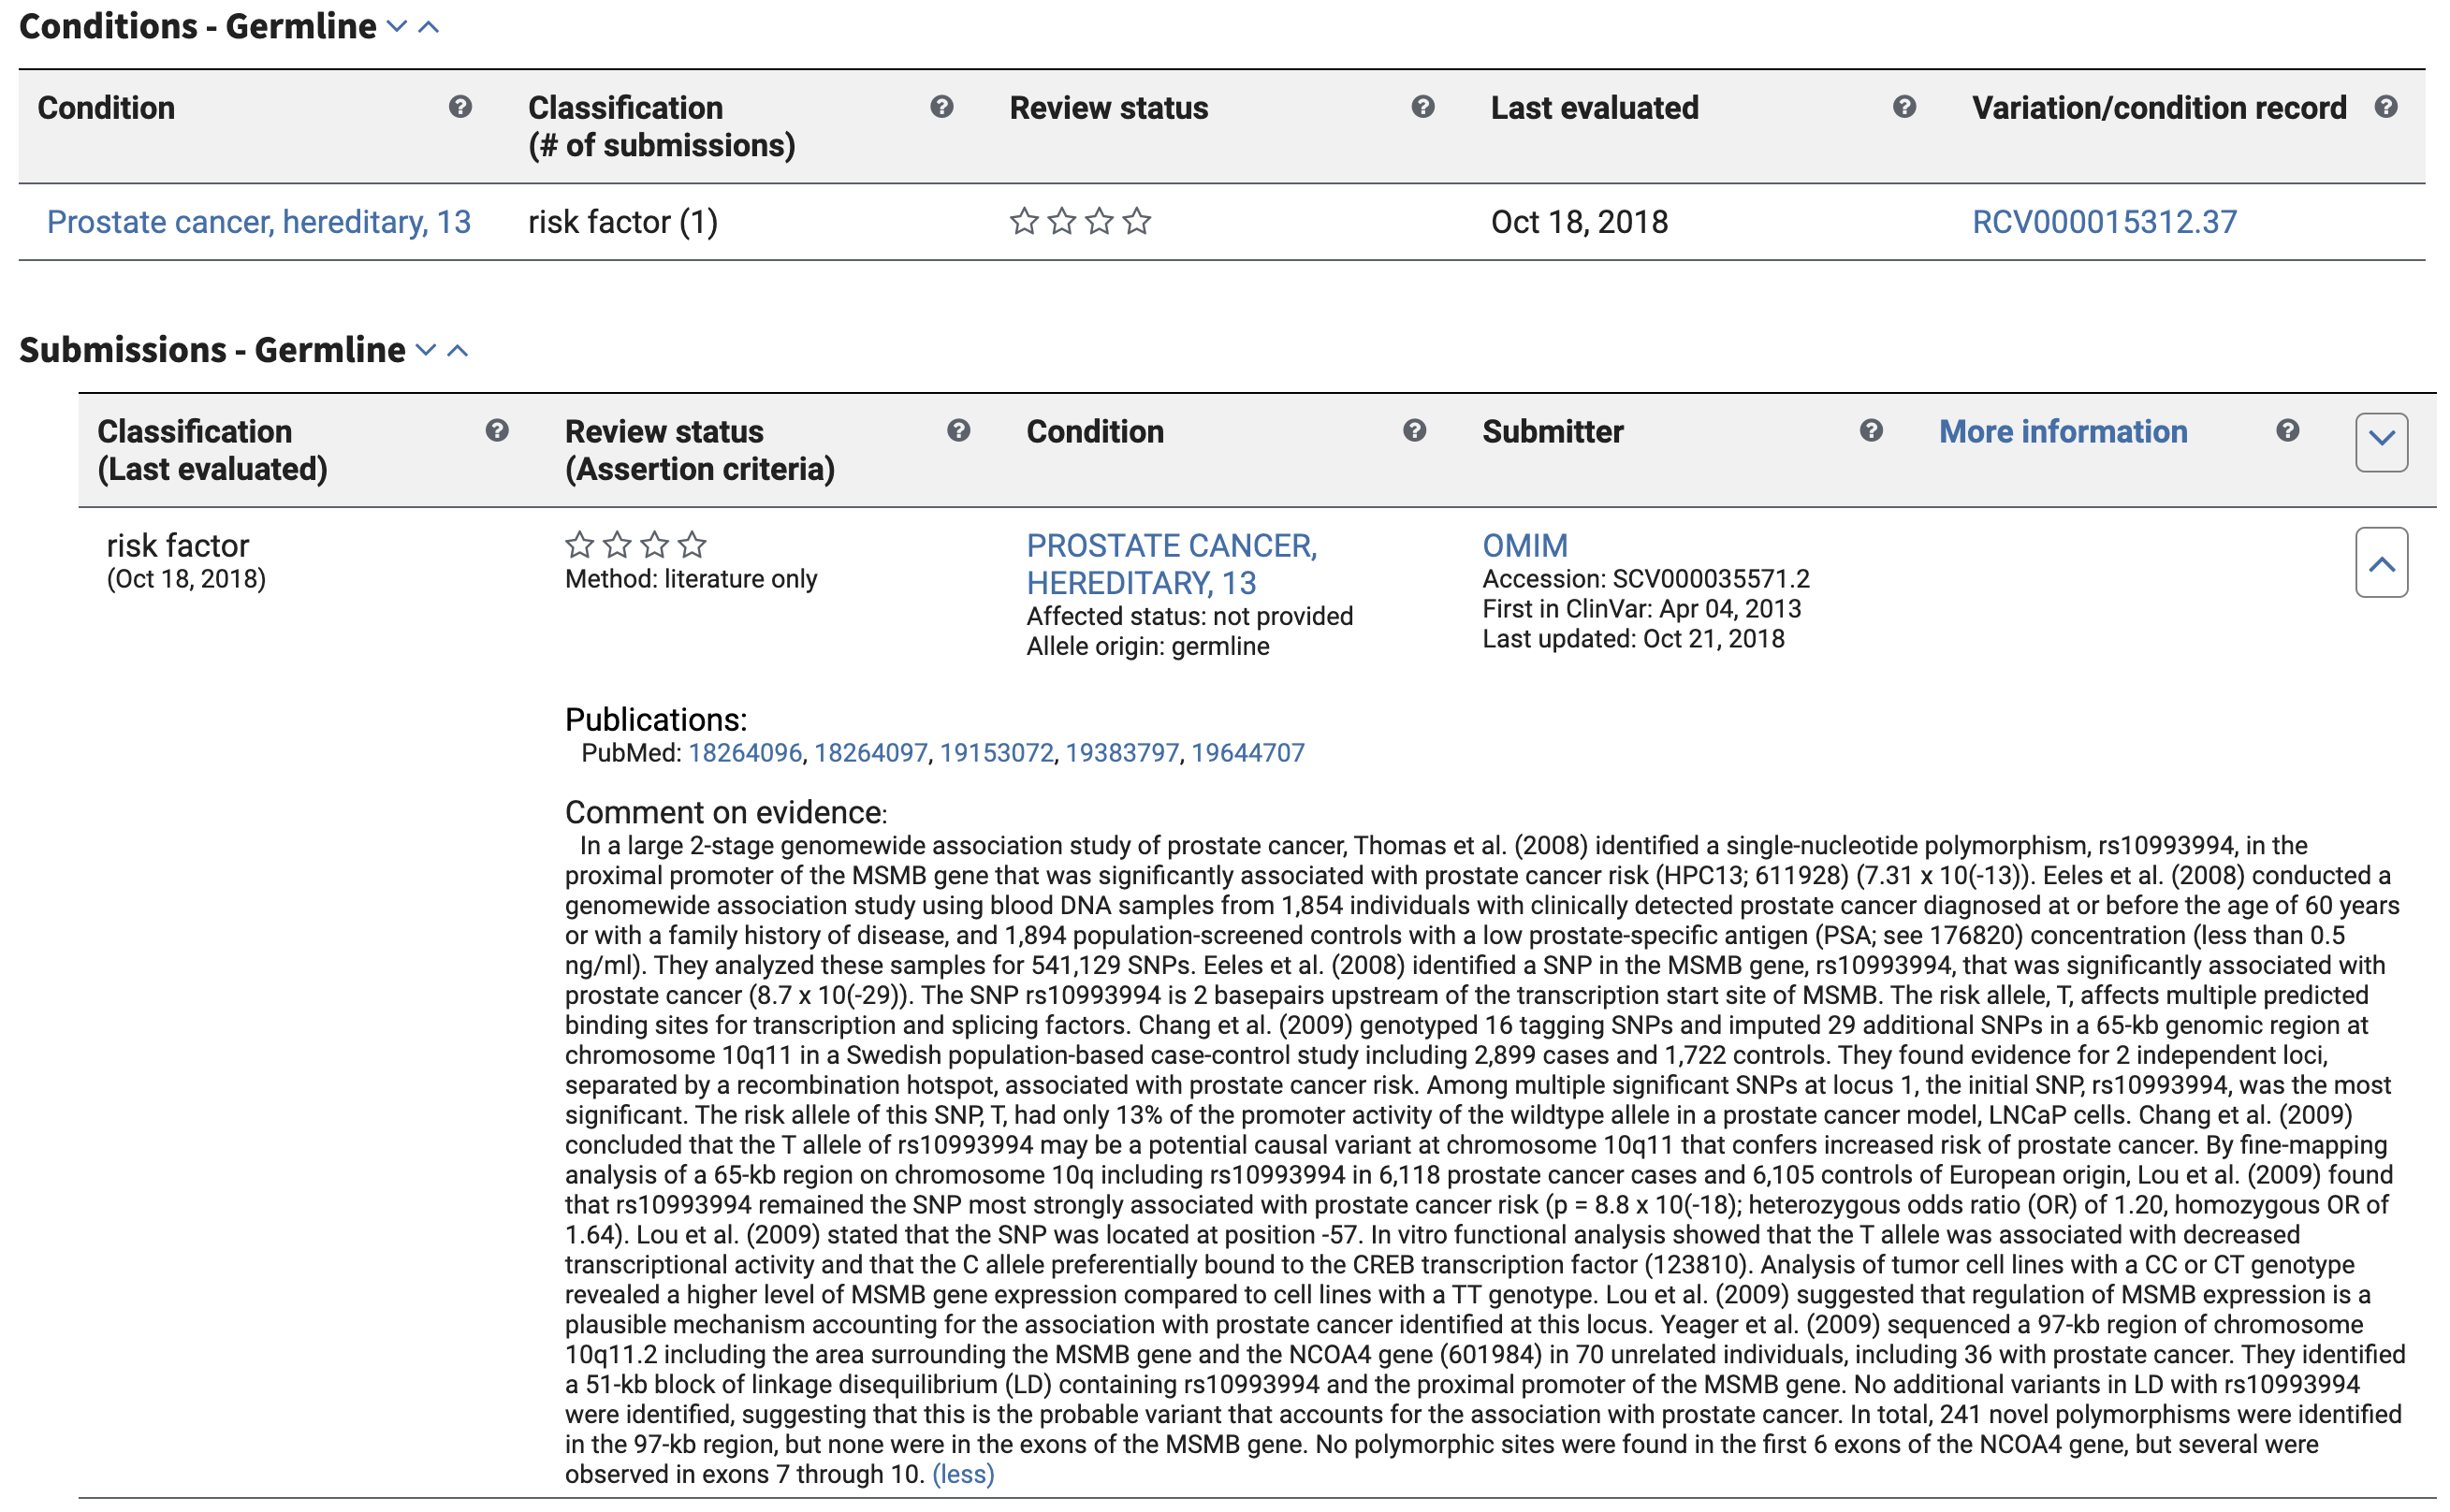 Conditions - Germline
Condition Classification Review status Last evaluated Variation/condition record
(# of submissions)
Prostate cancer, hereditary, 13 risk factor (1) Oct 18, 2018 RCV000015312.37
Submissions - Germline
Classification Review status Condition Submitter More information
(Last evaluated) (Assertion criteria)
risk factor PROSTATE CANCER, OMIM
(Oct 18, 2018) Method: literature only HEREDITARY, 13 Accession: SCV000035571.2
Affected status: not provided First in ClinVar: Apr 04, 2013
Allele origin: germline Last updated: Oct 21, 2018
Publications:
PubMed: 18264096, 18264097, 19153072, 19383797, 19644707
Comment on evidence:
In a large 2-stage genomewide association study of prostate cancer, Thomas et al. (2008) identified a single-nucleotide polymorphism, rs10993994, in the
proximal promoter of the MSMB gene that was significantly associated with prostate cancer risk (HPC13; 611928) (7.31 x 10(-13)). Eeles et al. (2008) conducted a
genomewide association study using blood DNA samples from 1,854 individuals with clinically detected prostate cancer diagnosed at or before the age of 60 years
or with a family history of disease, and 1,894 population-screened controls with a low prostate-specific antigen (PSA; see 176820) concentration (less than 0.5
ng/ml). They analyzed these samples for 541,129 SNPs. Eeles et al. (2008) identified a SNP in the MSMB gene, rs10993994, that was significantly associated with
prostate cancer (8.7 x 10(-29)). The SNP rs10993994 is 2 basepairs upstream of the transcription start site of MSMB. The risk allele, T, affects multiple predicted
binding sites for transcription and splicing factors. Chang et al. (2009) genotyped 16 tagging SNPs and imputed 29 additional SNPs in a 65-kb genomic region at
chromosome 10q11 in a Swedish population-based case-control study including 2,899 cases and 1,722 controls. They found evidence for 2 independent loci,
separated by a recombination hotspot, associated with prostate cancer risk. Among multiple significant SNPs at locus 1, the initial SNP, rs10993994, was the most
significant. The risk allele of this SNP, T, had only 13% of the promoter activity of the wildtype allele in a prostate cancer model, LNCaP cells. Chang et al. (2009)
concluded that the T allele of rs10993994 may be a potential causal variant at chromosome 10q11 that confers increased risk of prostate cancer. By fine-mapping
analysis of a 65-kb region on chromosome 10q including rs10993994 in 6,118 prostate cancer cases and 6,105 controls of European origin, Lou et al. (2009) found
that rs10993994 remained the SNP most strongly associated with prostate cancer risk (p = 8.8 x 10(-18); heterozygous odds ratio (OR) of 1.20, homozygous OR of
1.64). Lou et al. (2009) stated that the SNP was located at position -57. In vitro functional analysis showed that the T allele was associated with decreased
transcriptional activity and that the C allele preferentially bound to the CREB transcription factor (123810). Analysis of tumor cell lines with a CC or CT genotype
revealed a higher level of MSMB gene expression compared to cell lines with a TT genotype. Lou et al. (2009) suggested that regulation of MSMB expression is a
plausible mechanism accounting for the association with prostate cancer identified at this locus. Yeager et al. (2009) sequenced a 97-kb region of chromosome
10q11.2 including the area surrounding the MSMB gene and the NCOA4 gene (601984) in 70 unrelated individuals, including 36 with prostate cancer. They identified
a 51-kb block of linkage disequilibrium (LD) containing rs10993994 and the proximal promoter of the MSMB gene. No additional variants in LD with rs10993994
were identified, suggesting that this is the probable variant that accounts for the association with prostate cancer. In total, 241 novel polymorphisms were identified
in the 97-kb region, but none were in the exons of the MSMB gene. No polymorphic sites were found in the first 6 exons of the NCOA4 gene, but several were
observed in exons 7 through 10. (less)